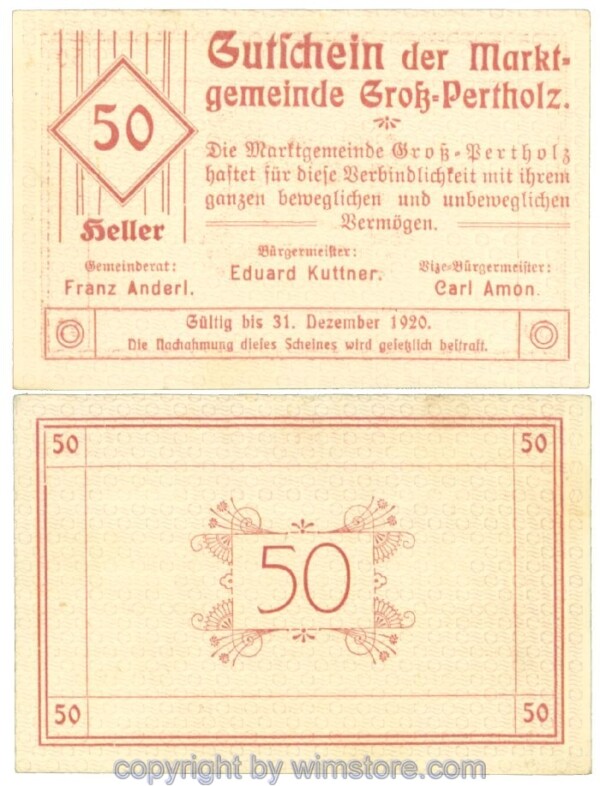 Gutschein der Markt-
gemeinde Groß-Pertholz.
50
Heller
Die Marktgemeinde Groß-Pertholz
haftet für diese Verbindlichkeit mit ihrem
ganzen beweglichen und unbeweglichen
Vermögen.
Gemeinderat:
Franz Anderl.
Bürgermeister:
Eduard Kuttner.
Vize-Bürgermeister:
Carl Amon.
Gültig bis 31. Dezember 1920.
Die Nachahmung dieses Scheines wird gesetzlich bestraft.
50 50
50
50 50
copyright by wimstore.com